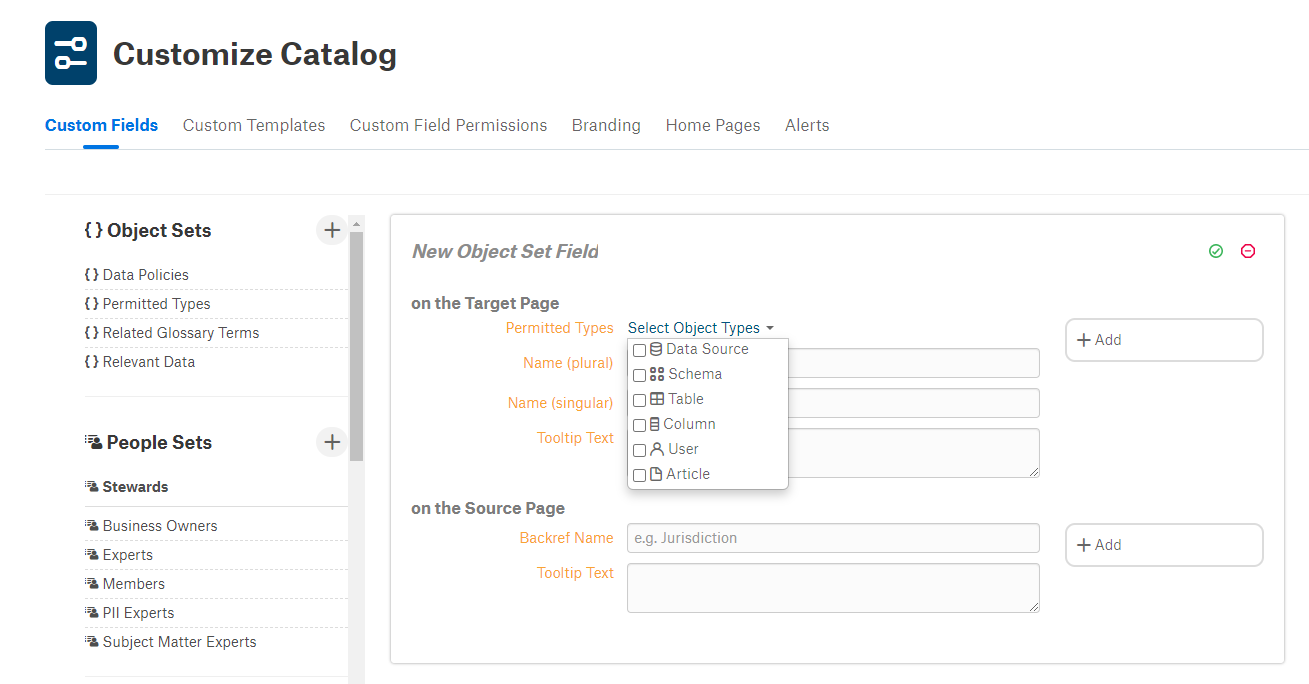 Customize Catalog
Custom Fields Custom Templates Custom Field Permissions Branding Home Pages Alerts
{ } Object Sets +
{ } Data Policies
{ } Permitted Types
{ } Related Glossary Terms
{ } Relevant Data
People Sets +
Stewards
Business Owners
Experts
Members
PII Experts
Subject Matter Experts
New Object Set Field
on the Target Page
Permitted Types Select Object Types
+ Add
Data Source
Name (plural)
Schema
Table
Name (singular)
Column
Tooltip Text
User
Article
on the Source Page
Backref Name e.g. Jurisdiction
+ Add
Tooltip Text